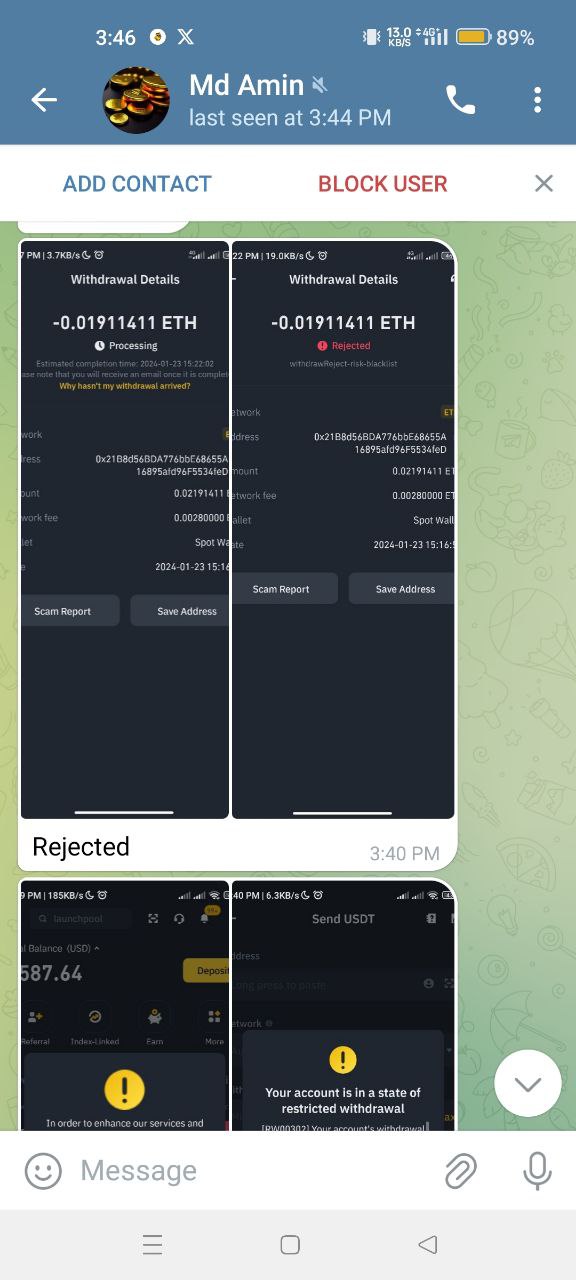 3:46 X 13.0 KB/S 4G 89%
Md Amin
last seen at 3:44 PM
ADD CONTACT BLOCK USER
7 PM | 3.7KB/s
Withdrawal Details
-0.01911411 ETH
Processing
Estimated completion time: 2024-01-23 15:22:02
ase note that you will receive an email once it is complet
Why hasn't my withdrawal arrived?
work
ress 0x21B8d56BDA776bbE68655A
16895afd96F5534feD
ount 0.02191411
work fee 0.00280000
let Spot Wa
e 2024-01-23 15:16
Scam Report Save Address
22 PM | 19.0KB/s
Withdrawal Details
-0.01911411 ETH
Rejected
withdrawReject-risk-blacklist
etwork ET
ddress 0x21B8d56BDA776bbE68655A
16895afd96F5534feD
mount 0.02191411 ET
etwork fee 0.00280000 ET
allet Spot Wall
ate 2024-01-23 15:16:5
Scam Report Save Address
Rejected
3:40 PM
9 PM | 185KB/s
launchpool
al Balance (USD)
587.64
Deposit
Referral Index-Linked Earn More
In order to enhance our services and
:40 PM | 6.3KB/s
Send USDT
ddress
ong press to paste
etwork
Your account is in a state of
restricted withdrawal
[RW00302] Your account's withdrawal
Message